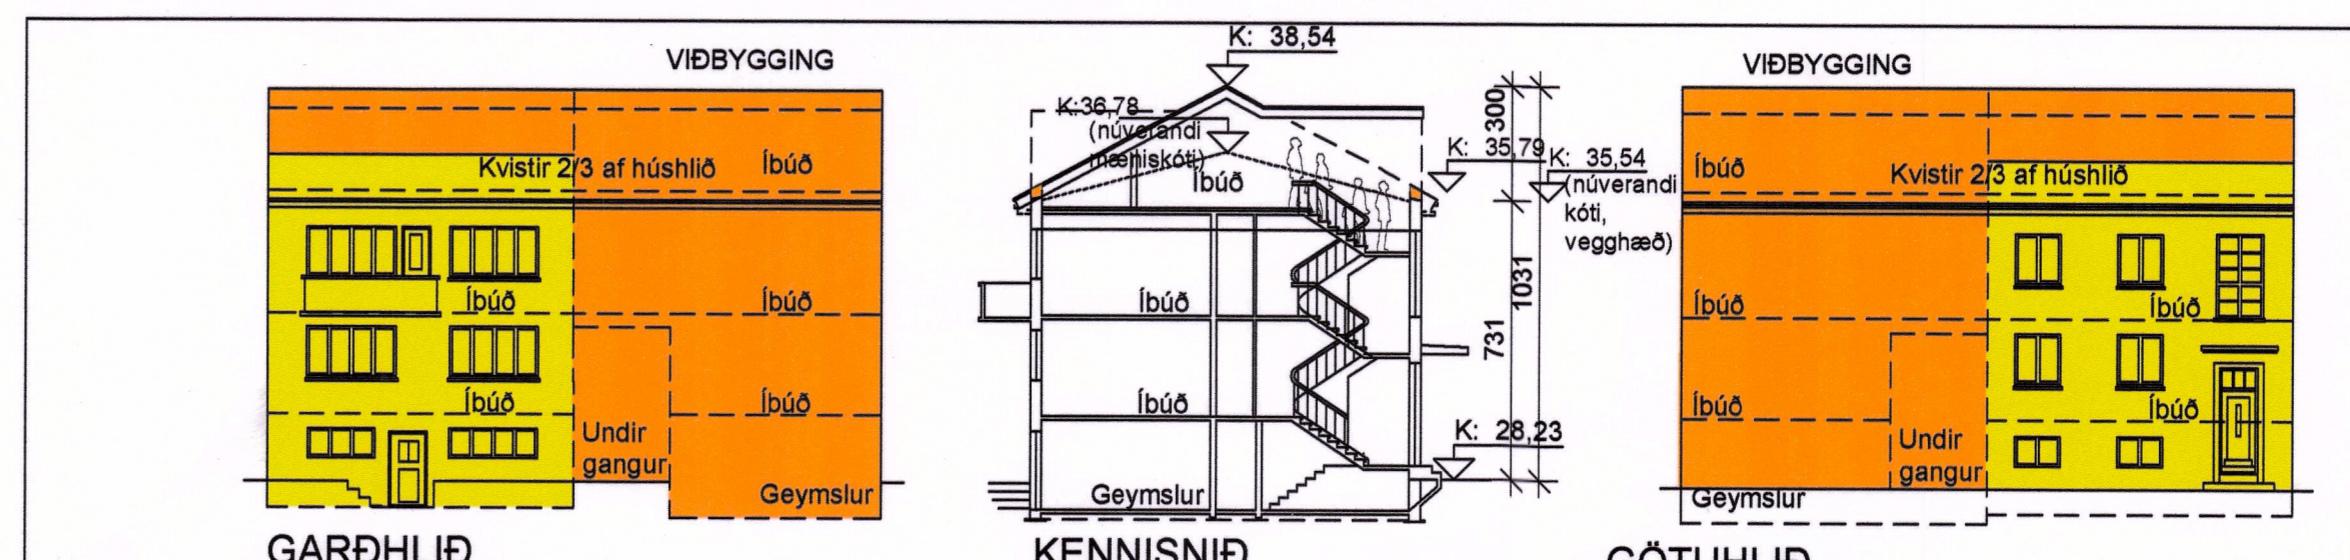 VIÐBYGGING
Kvistir 2/3 af húshlið
Íbúð
Íbúð
Íbúð
Íbúð
Íbúð
Undir
gangur
Geymslur
GARÐHLIÐ
K: 38,54
K:36,78
(núverandi
mæniskóti)
Íbúð
Íbúð
Íbúð
Geymslur
300
1031
731
K: 35,79
K: 35,54
(núverandi
kóti,
vegghæð)
K: 28,23
KENNISNIÐ
VIÐBYGGING
Íbúð
Kvistir 2/3 af húshlið
Íbúð
Íbúð
Íbúð
Íbúð
Undir
gangur
Geymslur
GÖTUHLIÐ